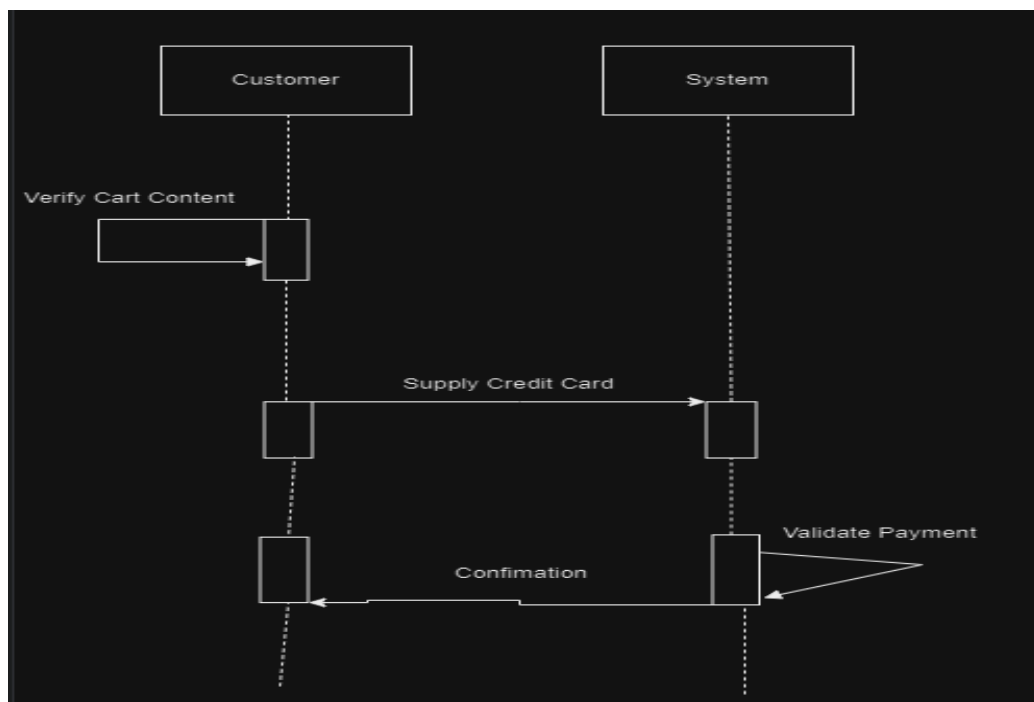 Customer
System
Verify Cart Content
Supply Credit Card
Validate Payment
Confimation